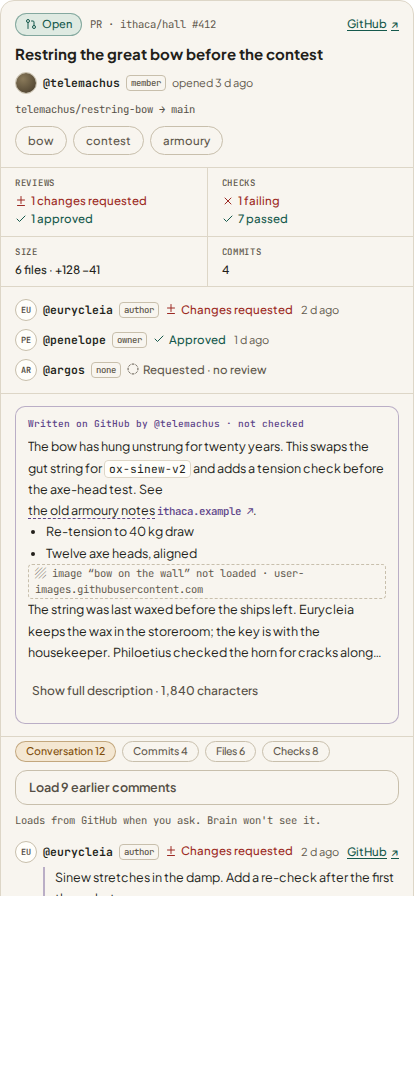 Open PR · ithaca/hall #412 GitHub ↗
Restring the great bow before the contest
@telemachus member opened 3 d ago
telemachus/restring-bow → main
bow contest armoury
REVIEWS
± 1 changes requested
✓ 1 approved
CHECKS
× 1 failing
✓ 7 passed
SIZE
6 files · +128 −41
COMMITS
4
EU @eurycleia author ± Changes requested 2 d ago
PE @penelope owner ✓ Approved 1 d ago
AR @argos none Requested · no review
Written on GitHub by @telemachus · not checked
The bow has hung unstrung for twenty years. This swaps the
gut string for ox-sinew-v2 and adds a tension check before
the axe-head test. See
the old armoury notes ithaca.example ↗.
• Re-tension to 40 kg draw
• Twelve axe heads, aligned
image “bow on the wall” not loaded · user-
images.githubusercontent.com
The string was last waxed before the ships left. Eurycleia
keeps the wax in the storeroom; the key is with the
housekeeper. Philoetius checked the horn for cracks along…
Show full description · 1,840 characters
Conversation 12 Commits 4 Files 6 Checks 8
Load 9 earlier comments
Loads from GitHub when you ask. Brain won't see it.
EU @eurycleia author ± Changes requested 2 d ago GitHub ↗
Sinew stretches in the damp. Add a re-check after the first